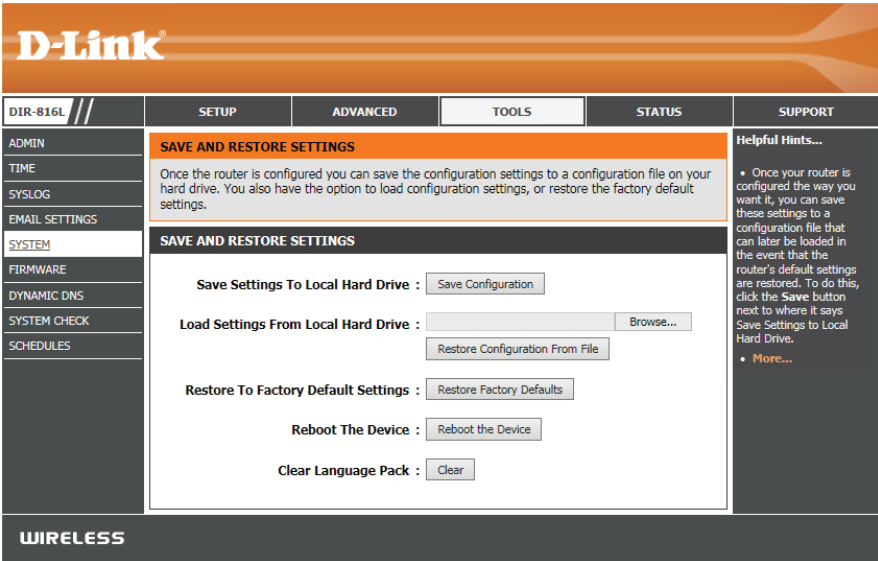 D-Link®
DIR-816L
SETUP
ADVANCED
TOOLS
STATUS
SUPPORT
ADMIN
TIME
SYSLOG
EMAIL SETTINGS
SYSTEM
FIRMWARE
DYNAMIC DNS
SYSTEM CHECK
SCHEDULES
SAVE AND RESTORE SETTINGS
Once the router is configured you can save the configuration settings to a configuration file on your
hard drive. You also have the option to load configuration settings, or restore the factory default
settings.
SAVE AND RESTORE SETTINGS
Save Settings To Local Hard Drive : Save Configuration
Load Settings From Local Hard Drive : Browse...
Restore Configuration From File
Restore To Factory Default Settings : Restore Factory Defaults
Reboot The Device : Reboot the Device
Clear Language Pack : Clear
Helpful Hints...
• Once your router is
configured the way you
want it, you can save
these settings to a
configuration file that
can later be loaded in
the event that the
router's default settings
are restored. To do this,
click the Save button
next to where it says
Save Settings to Local
Hard Drive.
• More...
WIRELESS